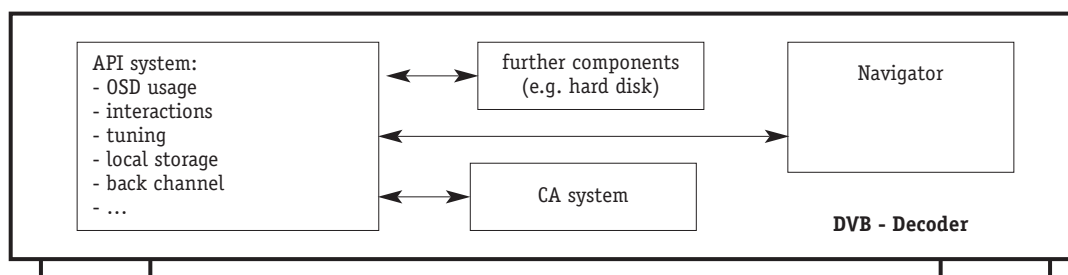 API system:
- OSD usage
- interactions
- tuning
- local storage
- back channel
- ...
further components
(e.g. hard disk)
Navigator
CA system
DVB - Decoder